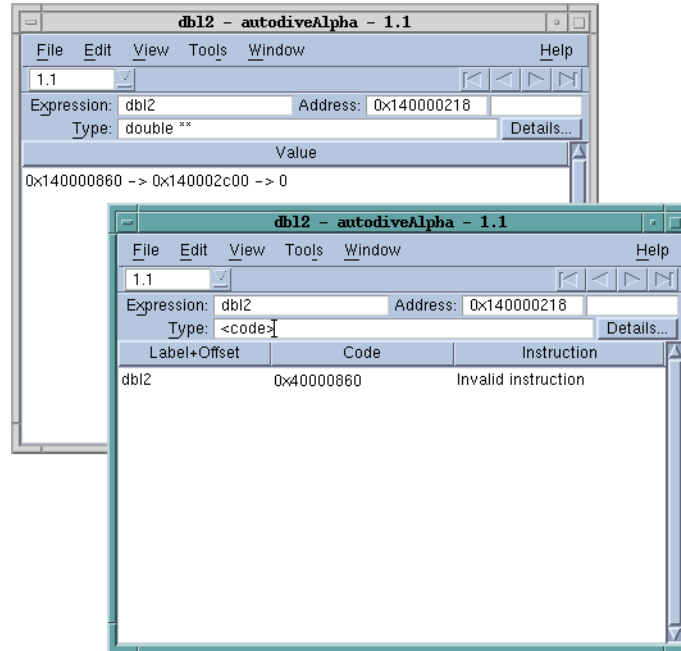 dbl2 - autodiveAlpha - 1.1
File Edit View Tools Window Help
1.1
Expression: dbl2 Address: 0x140000218
Type: double ** Details...
Value
0x140000860 -> 0x140002c00 -> 0
dbl2 - autodiveAlpha - 1.1
File Edit View Tools Window Help
1.1
Expression: dbl2 Address: 0x140000218
Type: <code> Details...
Label+Offset Code Instruction
dbl2 0x40000860 Invalid instruction